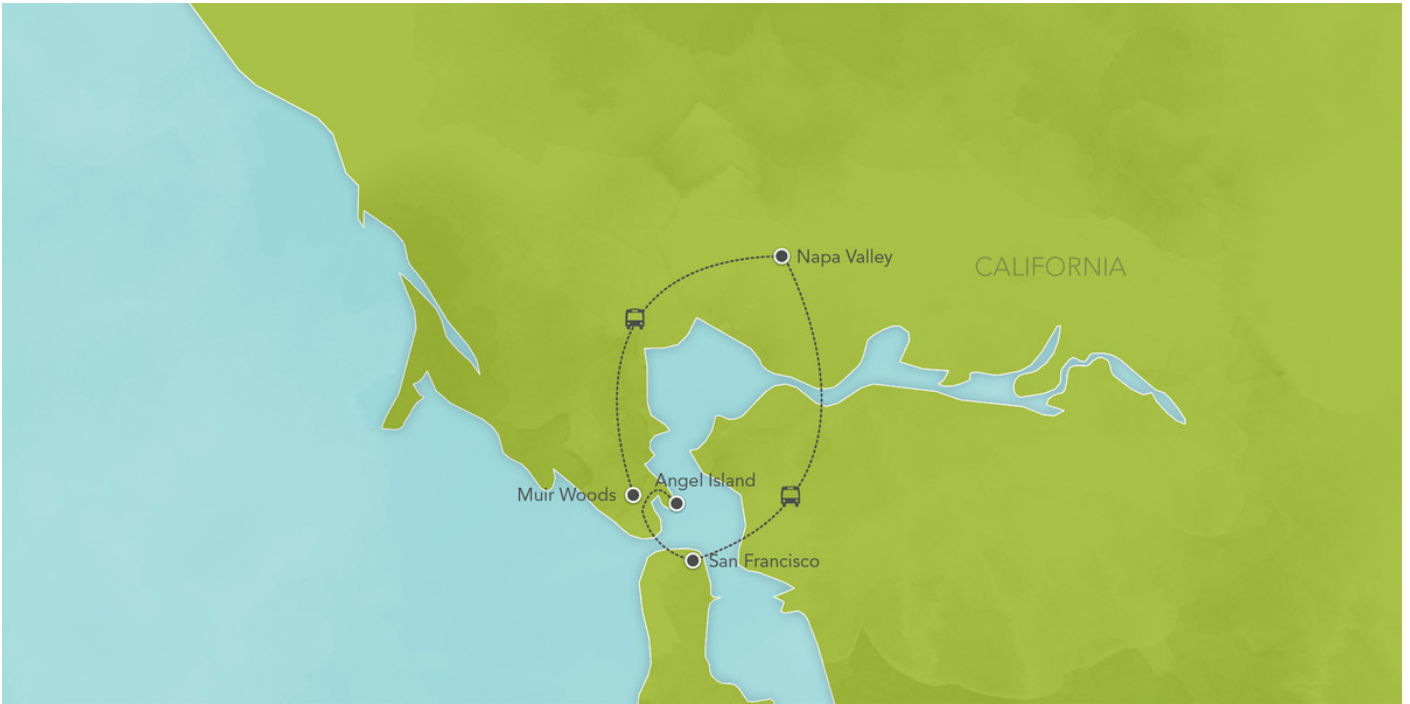 Napa Valley
CALIFORNIA
Angel Island
Muir Woods
San Francisco